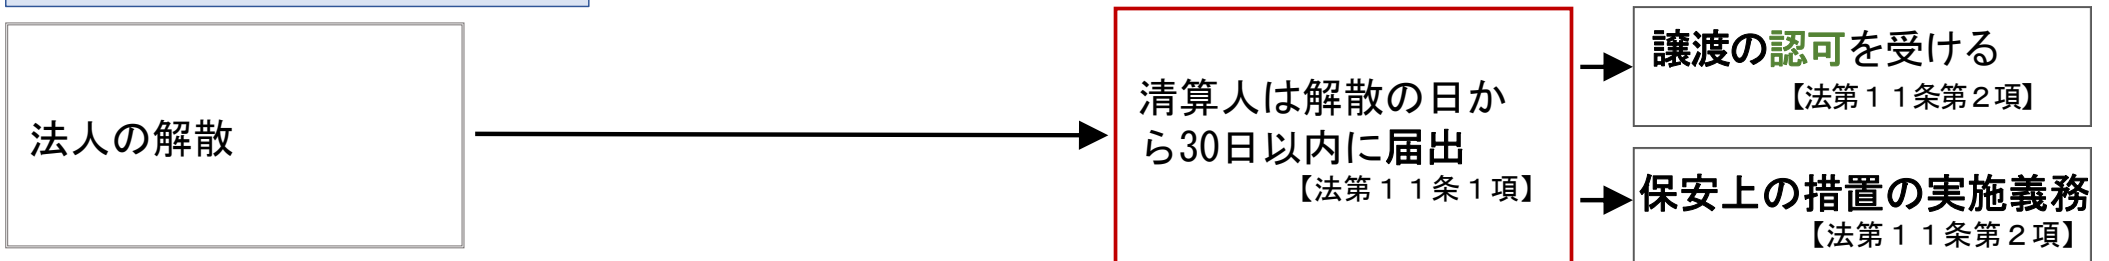 法人の解散
清算人は解散の日か
ら30日以内に届出
【法第１１条１項】
譲渡の認可を受ける
【法第１１条第２項】
保安上の措置の実施義務
【法第１１条第２項】